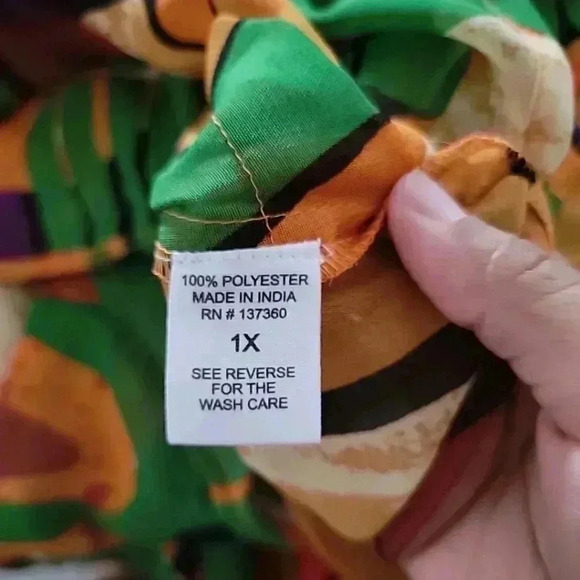 100% POLYESTER
MADE IN INDIA
RN # 137360
1X
SEE REVERSE
FOR THE
WASH CARE